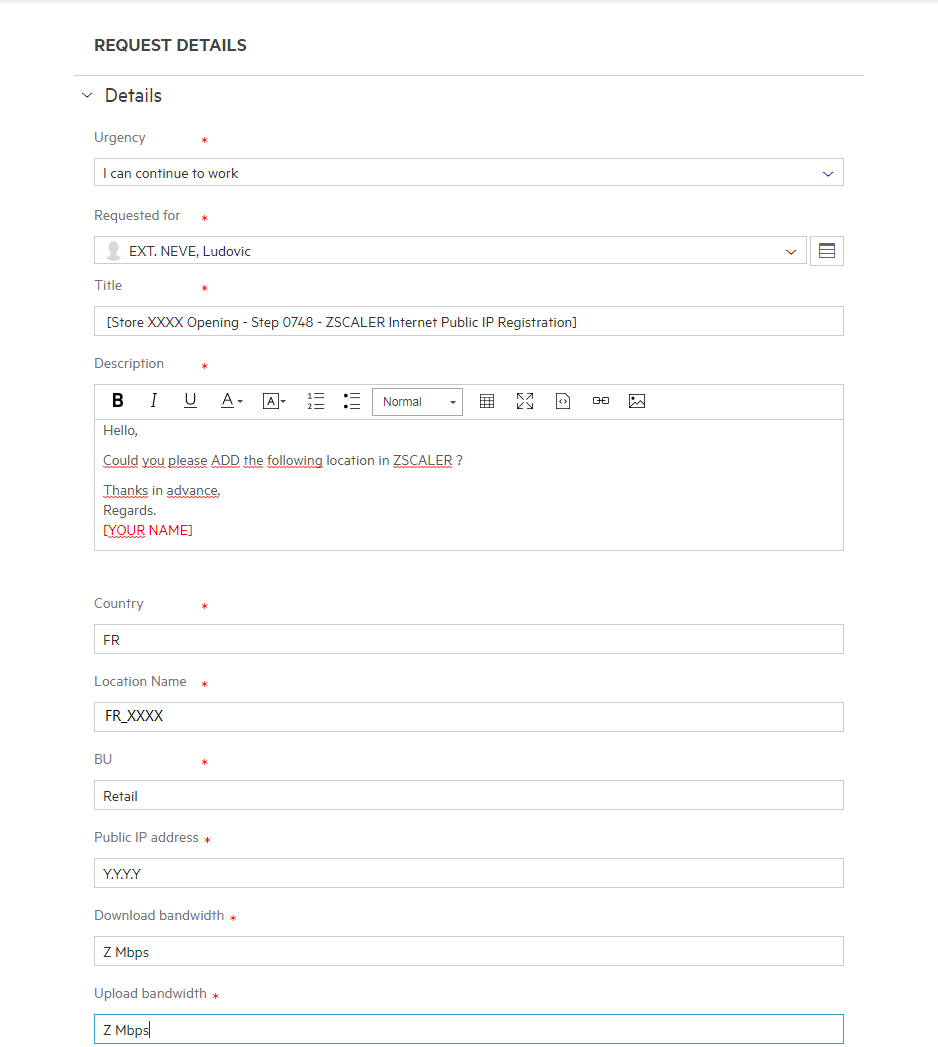 REQUEST DETAILS
Details
Urgency *
I can continue to work
Requested for *
EXT. NEVE, Ludovic
Title *
[Store XXXX Opening - Step 0748 - ZSCALER Internet Public IP Registration]
Description *
B I U A A Normal
Hello,
Could you please ADD the following location in ZSCALER ?
Thanks in advance,
Regards.
[YOUR NAME]
Country *
FR
Location Name *
FR_XXXX
BU *
Retail
Public IP address *
Y.Y.Y.Y
Download bandwidth *
Z Mbps
Upload bandwidth *
Z Mbps